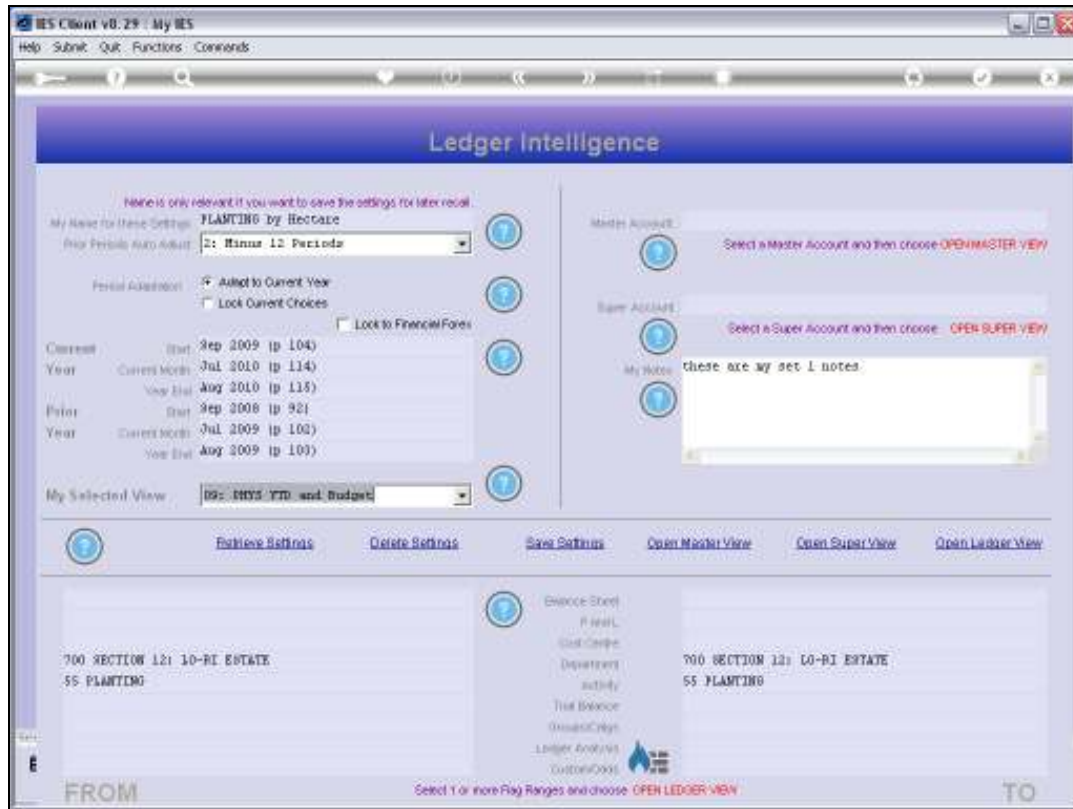 IES Client v8.29 : My IES
Help Submit Quit Functions Commands
Ledger Intelligence
Name is only relevant if you want to save the settings for later recall.
My Name for these Settings PLANTING by Hectare
Prior Periods Auto Adjust 2: Minus 12 Periods
Period Adaptation Adapt to Current Year
Lock Current Choices
Lock to Financial Forex
Current Start Sep 2009 (p 104)
Year Current Month Jul 2010 (p 114)
Year End Aug 2010 (p 115)
Prior Start Sep 2008 (p 92)
Year Current Month Jul 2009 (p 102)
Year End Aug 2009 (p 103)
My Selected View 09: PHYS YTD and Budget
Master Account
Select a Master Account and then choose OPEN MASTER VIEW
Super Account
Select a Super Account and then choose OPEN SUPER VIEW
My Notes these are my set 1 notes
Retrieve Settings Delete Settings Save Settings Open Master View Open Super View Open Ledger View
Balance Sheet
P and L
Cost Centre
700 SECTION 12: LO-RI ESTATE Department 700 SECTION 12: LO-RI ESTATE
55 PLANTING Activity 55 PLANTING
Trial Balance
Ledger Analysis
FROM Select 1 or more Flag Ranges and choose OPEN LEDGER VIEW TO